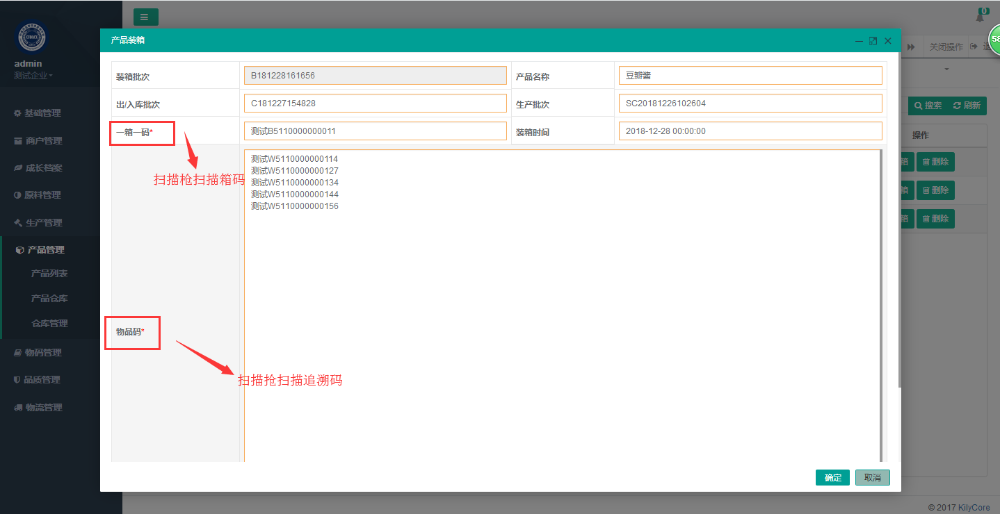 0
58
admin
测试企业
关闭操作
产品装箱
装箱批次 B181228161656 产品名称 豆瓣酱
出/入库批次 C181227154828 生产批次 SC20181226102604
一箱一码* 测试B5110000000011 装箱时间 2018-12-28 00:00:00
扫描枪扫描箱码
测试W5110000000114
测试W5110000000127
测试W5110000000134
测试W5110000000144
测试W5110000000156
物品码*
扫描抢扫描追溯码
确定 取消
基础管理
商户管理
成长档案
原料管理
生产管理
产品管理
产品列表
产品仓库
仓库管理
物码管理
品质管理
物流管理
搜索 刷新
操作
箱 删除
箱 删除
箱 删除
© 2017 KilyCore